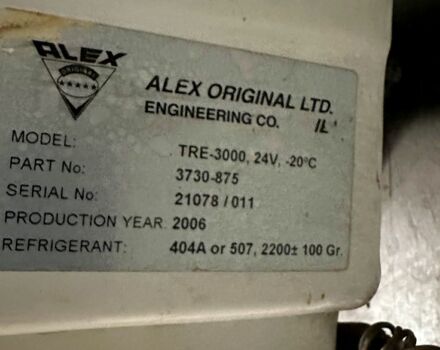 ALEX
ORIGINAL
ALEX ORIGINAL LTD.
ENGINEERING CO. IL
MODEL: TRE-3000, 24V, -20°C
PART No: 3730-875
SERIAL No: 21078 / 011
PRODUCTION YEAR: 2006
REFRIGERANT: 404A or 507, 2200± 100 Gr.